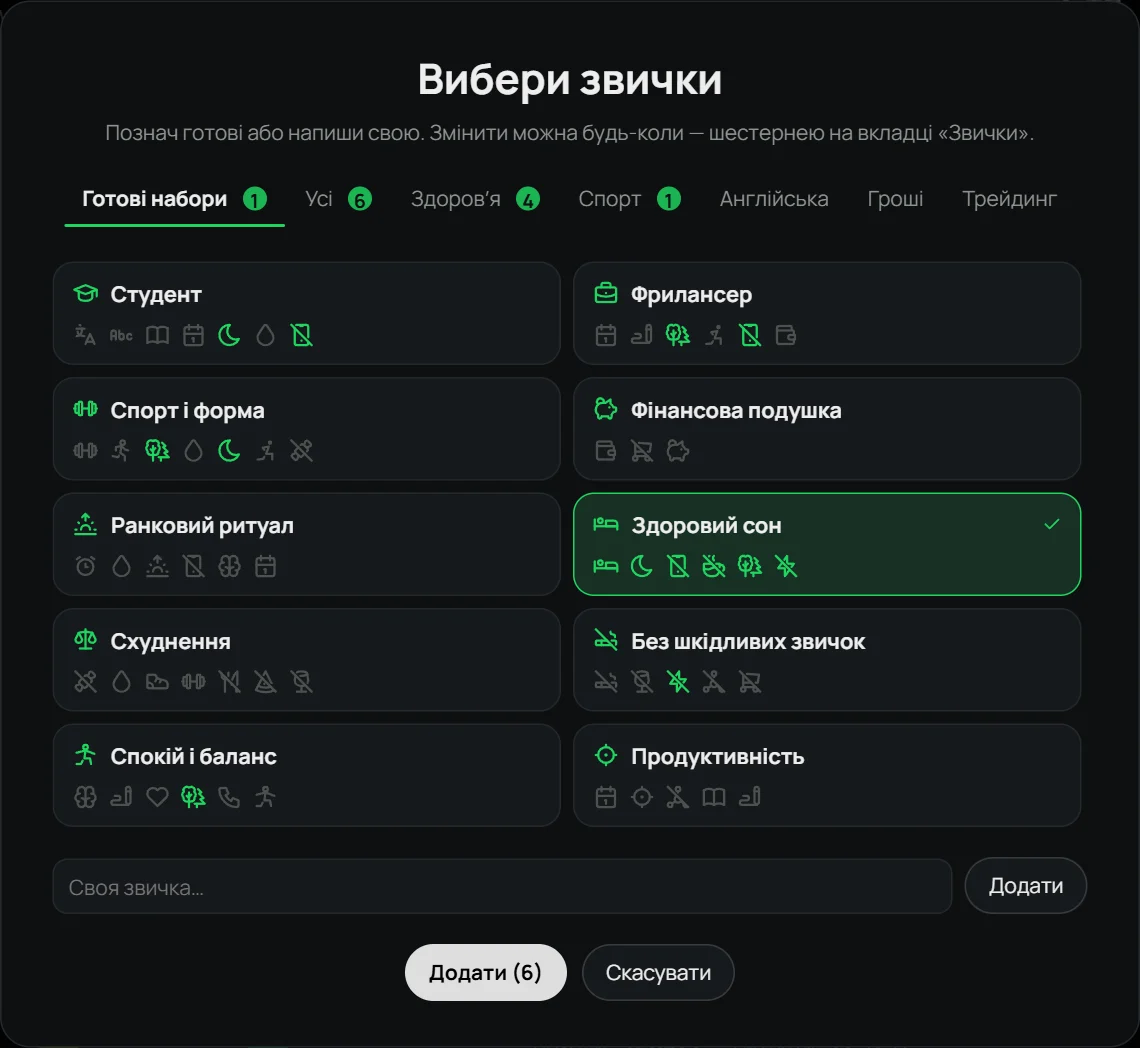 Вибери звички
Познач готові або напиши свою. Змінити можна будь-коли — шестернею на вкладці «Звички».
Готові набори 1 Усі 6 Здоров’я 4 Спорт 1 Англійська Гроші Трейдинг
Студент
Abc
Фрилансер
Спорт і форма
Фінансова подушка
Ранковий ритуал
Здоровий сон
Схуднення
Без шкідливих звичок
Спокій і баланс
Продуктивність
Своя звичка...
Додати
Додати (6)
Скасувати